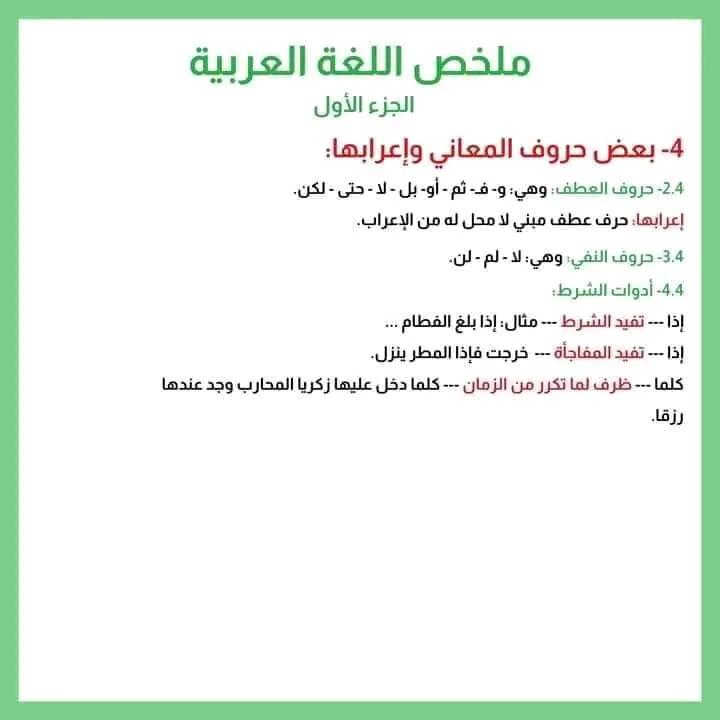 ملخص اللغة العربية
الجزء الأول
4- بعض حروف المعاني وإعرابها:
2.4- حروف العطف: وهي: و- فـ- ثم - أو- بل - لا - حتى - لكن.
إعرابها: حرف عطف مبني لا محل له من الإعراب.
3.4- حروف النفي: وهي: لا - لم - لن.
4.4- أدوات الشرط:
إذا --- تفيد الشرط --- مثال: إذا بلغ الفطام ...
إذا --- تفيد المفاجأة --- خرجت فإذا المطر ينزل.
كلما --- ظرف لما تكرر من الزمان --- كلما دخل عليها زكريا المحارب وجد عندها
رزقا.